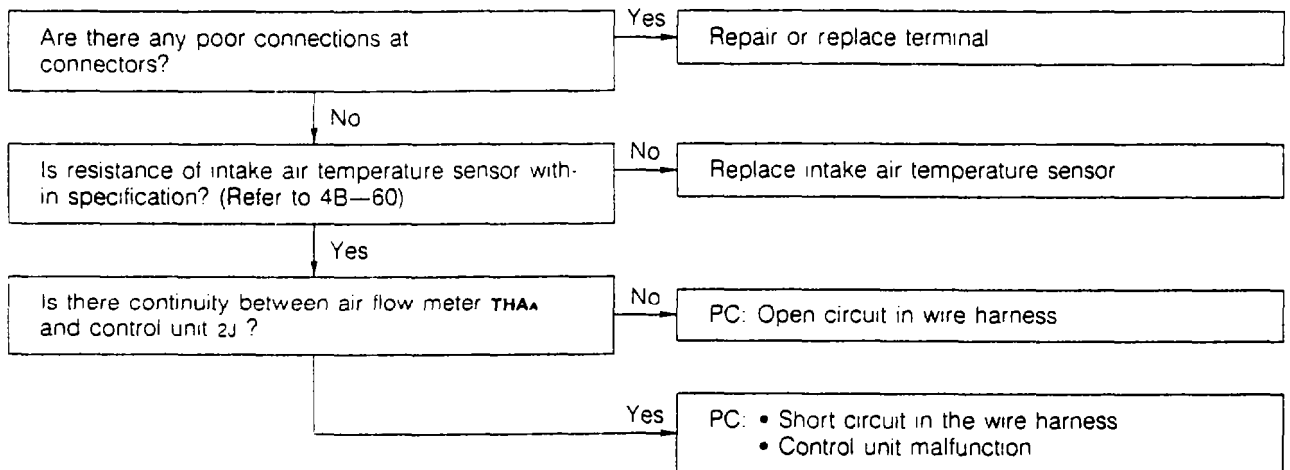 Are there any poor connections at
connectors?
Yes
Repair or replace terminal
No
Is resistance of intake air temperature sensor with-
in specification? (Refer to 4B—60)
No
Replace intake air temperature sensor
Yes
Is there continuity between air flow meter THAA
and control unit 2J ?
No
PC: Open circuit in wire harness
Yes
PC: • Short circuit in the wire harness
• Control unit malfunction